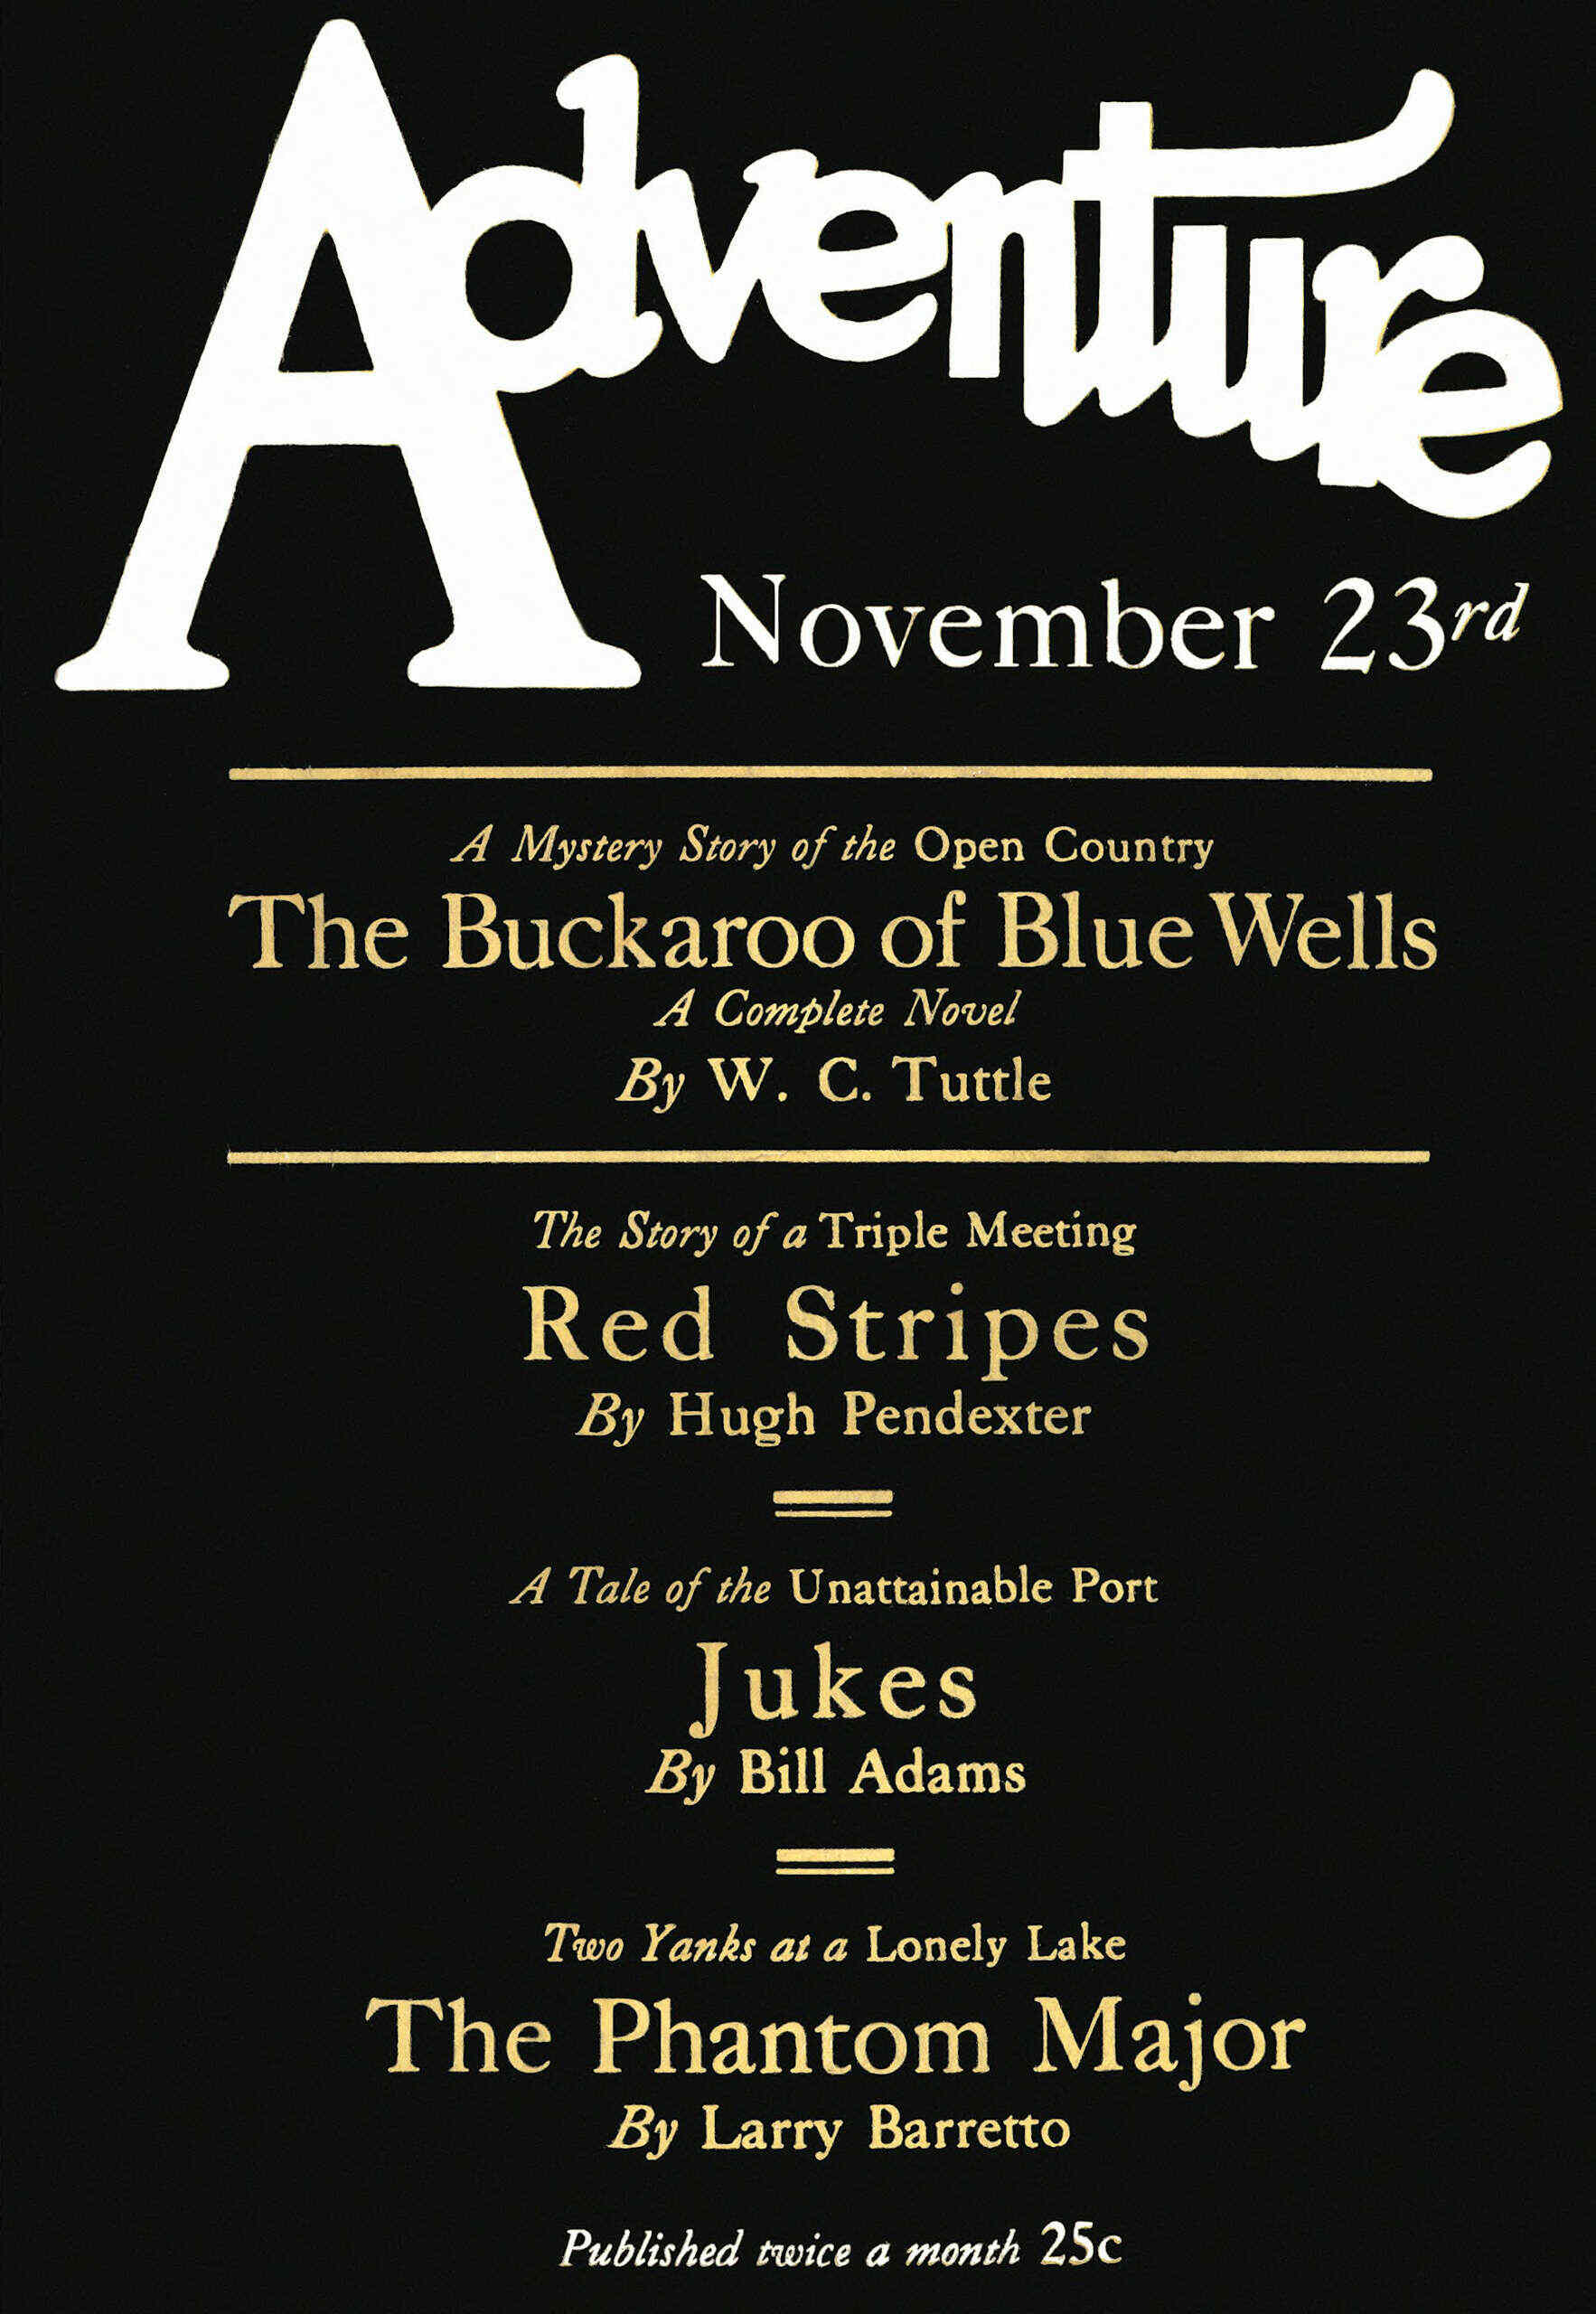 Adventure
November 23rd
A Mystery Story of the Open Country
The Buckaroo of Blue Wells
A Complete Novel
By W. C. Tuttle
The Story of a Triple Meeting
Red Stripes
By Hugh Pendexter
A Tale of the Unattainable Port
Jukes
By Bill Adams
Two Yanks at a Lonely Lake
The Phantom Major
By Larry Barretto
Published twice a month 25c